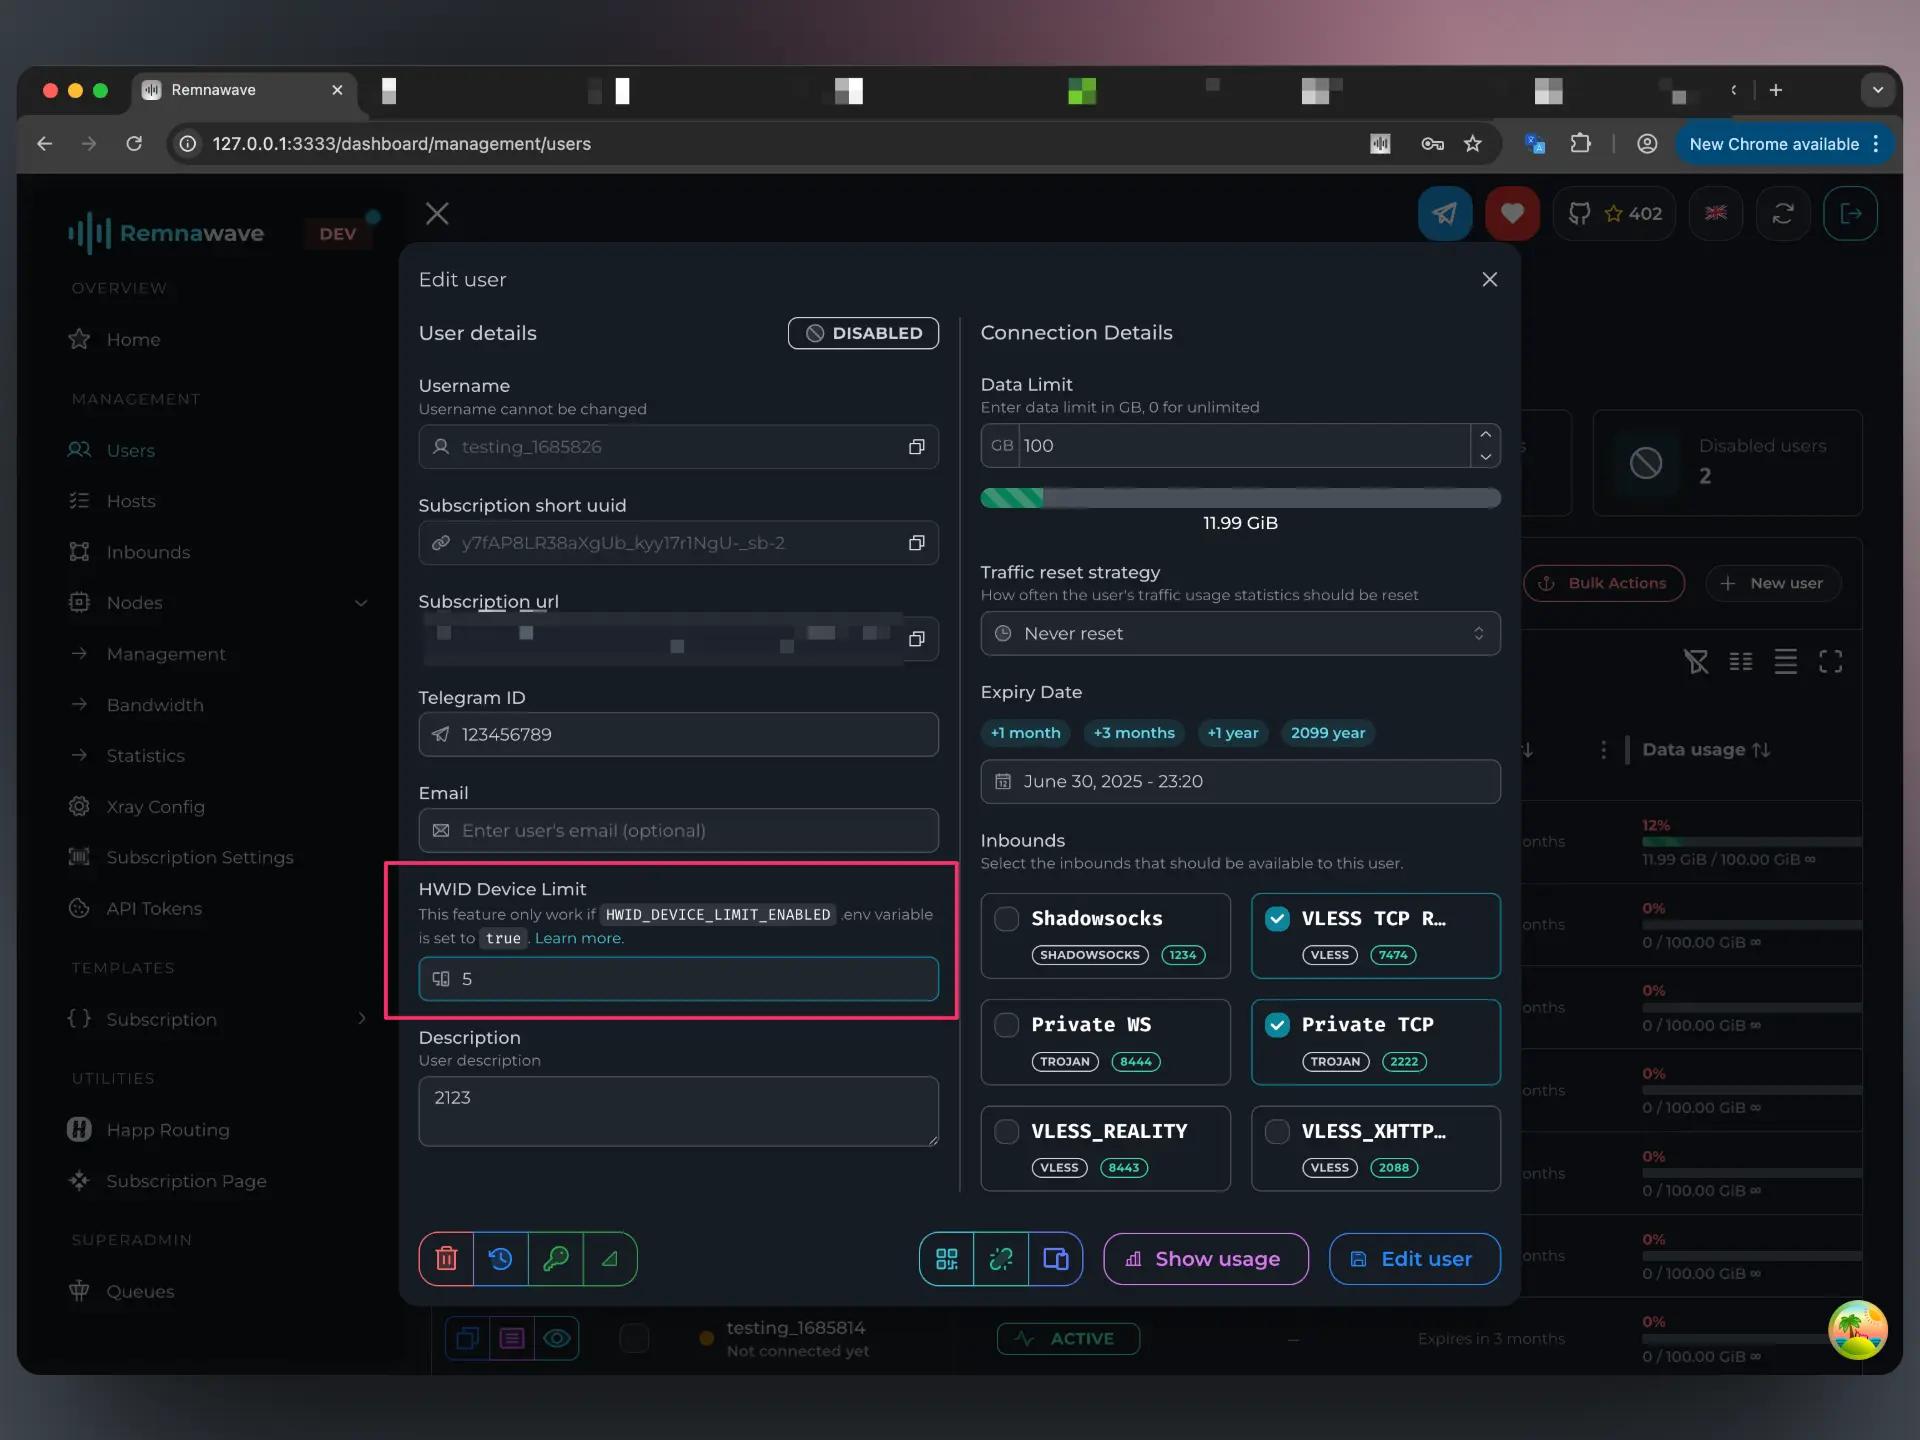 Remnawave
127.0.0.1:3333/dashboard/management/users
New Chrome available
Remnawave
DEV
402
OVERVIEW
Home
MANAGEMENT
Users
Hosts
Inbounds
Nodes
Management
Bandwidth
Statistics
Xray Config
Subscription Settings
API Tokens
TEMPLATES
Subscription
UTILITIES
Happ Routing
Subscription Page
SUPERADMIN
Queues
Edit user
User details
DISABLED
Username
Username cannot be changed
testing_1685826
Subscription short uuid
y7fAP8LR38aXgUb_kyy17r1NgU-_sb-2
Subscription url
Telegram ID
123456789
Email
Enter user's email (optional)
HWID Device Limit
This feature only work if HWID_DEVICE_LIMIT_ENABLED .env variable
is set to true. Learn more.
5
Description
User description
2123
Connection Details
Data Limit
Enter data limit in GB, 0 for unlimited
GB 100
11.99 GiB
Traffic reset strategy
How often the user's traffic usage statistics should be reset
Never reset
Expiry Date
+1 month +3 months +1 year 2099 year
June 30, 2025 - 23:20
Inbounds
Select the inbounds that should be available to this user.
Shadowsocks
SHADOWSOCKS 1234
VLESS TCP R…
VLESS 7474
Private WS
TROJAN 8444
Private TCP
TROJAN 2222
VLESS_REALITY
VLESS 8443
VLESS_XHTTP…
VLESS 2088
Show usage
Edit user
Disabled users
2
Bulk Actions
New user
Data usage
onths
12%
11.99 GiB / 100.00 GiB ∞
onths
0%
0 / 100.00 GiB ∞
onths
0%
0 / 100.00 GiB ∞
onths
0%
0 / 100.00 GiB ∞
onths
0%
0 / 100.00 GiB ∞
onths
0%
0 / 100.00 GiB ∞
testing_1685814
Not connected yet
ACTIVE
–
Expires in 3 months
0%
0 / 100.00 GiB ∞